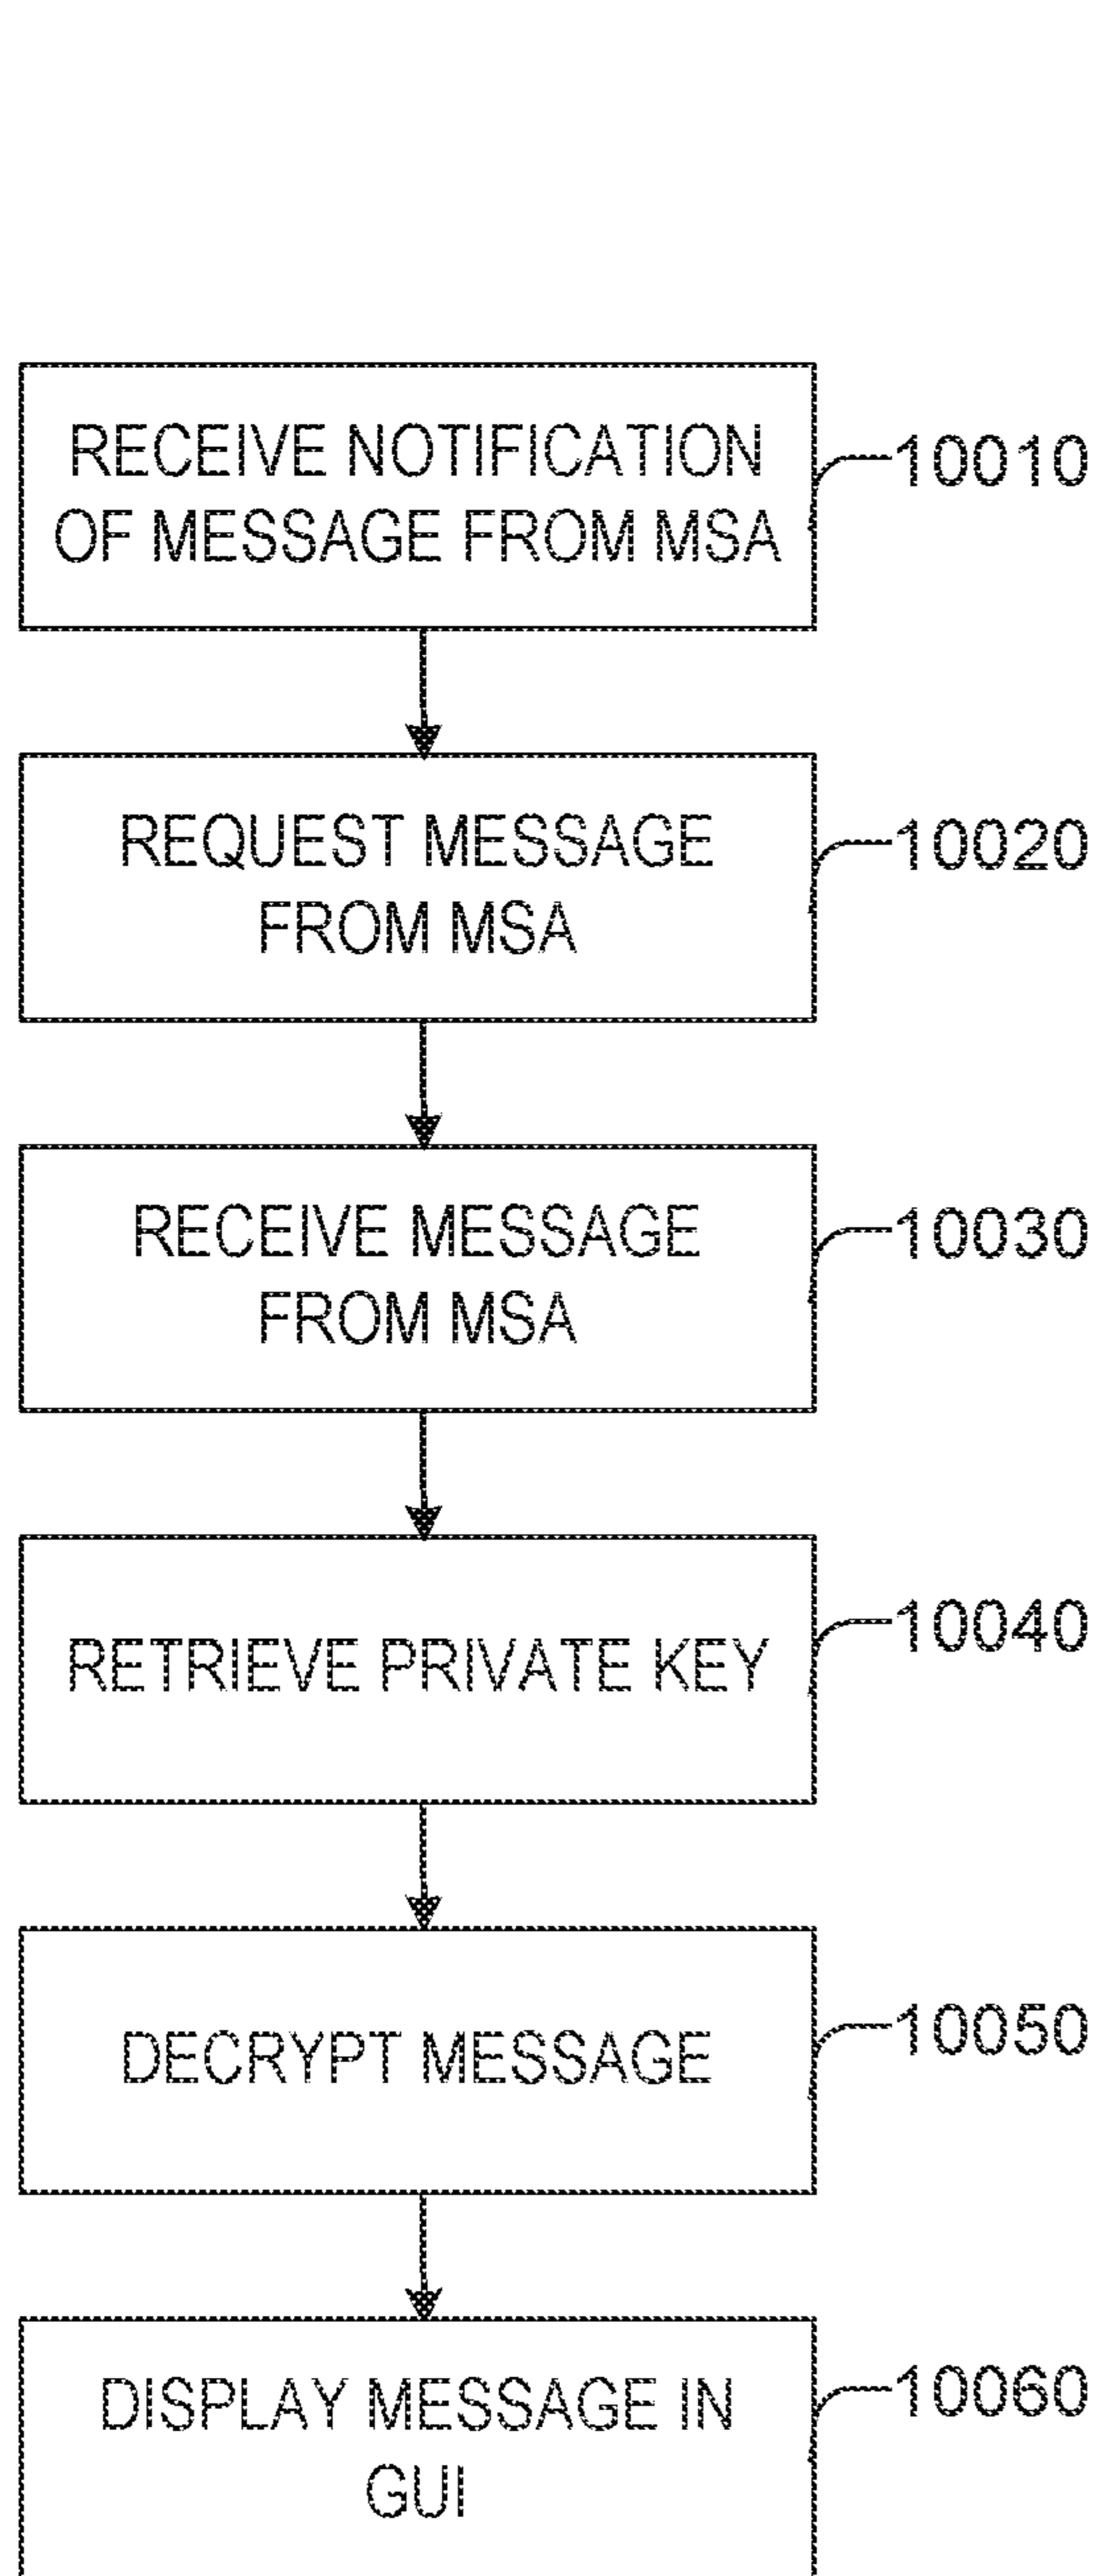 RECEIVE NOTIFICATION
OF MESSAGE FROM MSA
10010
REQUEST MESSAGE
FROM MSA
10020
RECEIVE MESSAGE
FROM MSA
10030
RETRIEVE PRIVATE KEY
10040
DECRYPT MESSAGE
10050
DISPLAY MESSAGE IN
GUI
10060